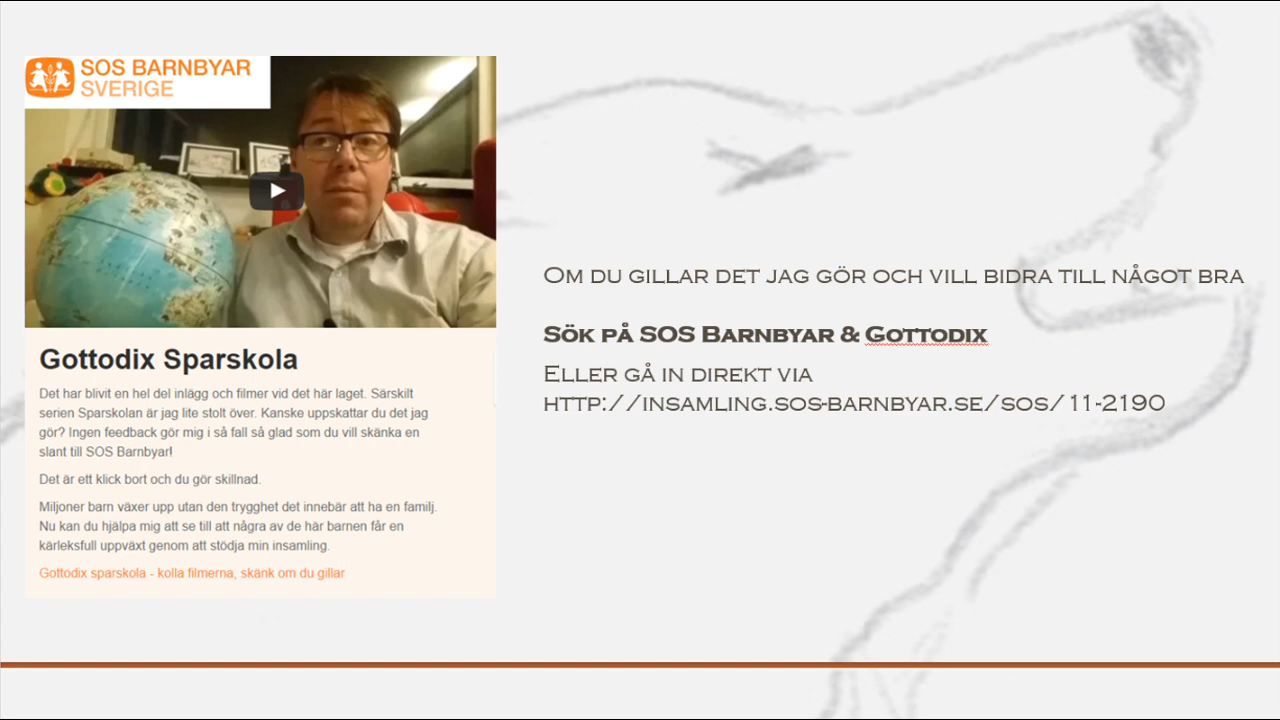 SOS BARNBYAR
SVERIGE
Gottodix Sparskola
Det har blivit en hel del inlägg och filmer vid det här laget. Särskilt
serien Sparskolan är jag lite stolt över. Kanske uppskattar du det jag
gör? Ingen feedback gör mig i så fall så glad som du vill skänka en
slant till SOS Barnbyar!
Det är ett klick bort och du gör skillnad.
Miljoner barn växer upp utan den trygghet det innebär att ha en familj.
Nu kan du hjälpa mig att se till att några av de här barnen får en
kärleksfull uppväxt genom att stödja min insamling.
Gottodix sparskola - kolla filmerna, skänk om du gillar
Om du gillar det jag gör och vill bidra till något bra
Sök på SOS Barnbyar & Gottodix
Eller gå in direkt via
http://insamling.sos-barnbyar.se/sos/11-2190